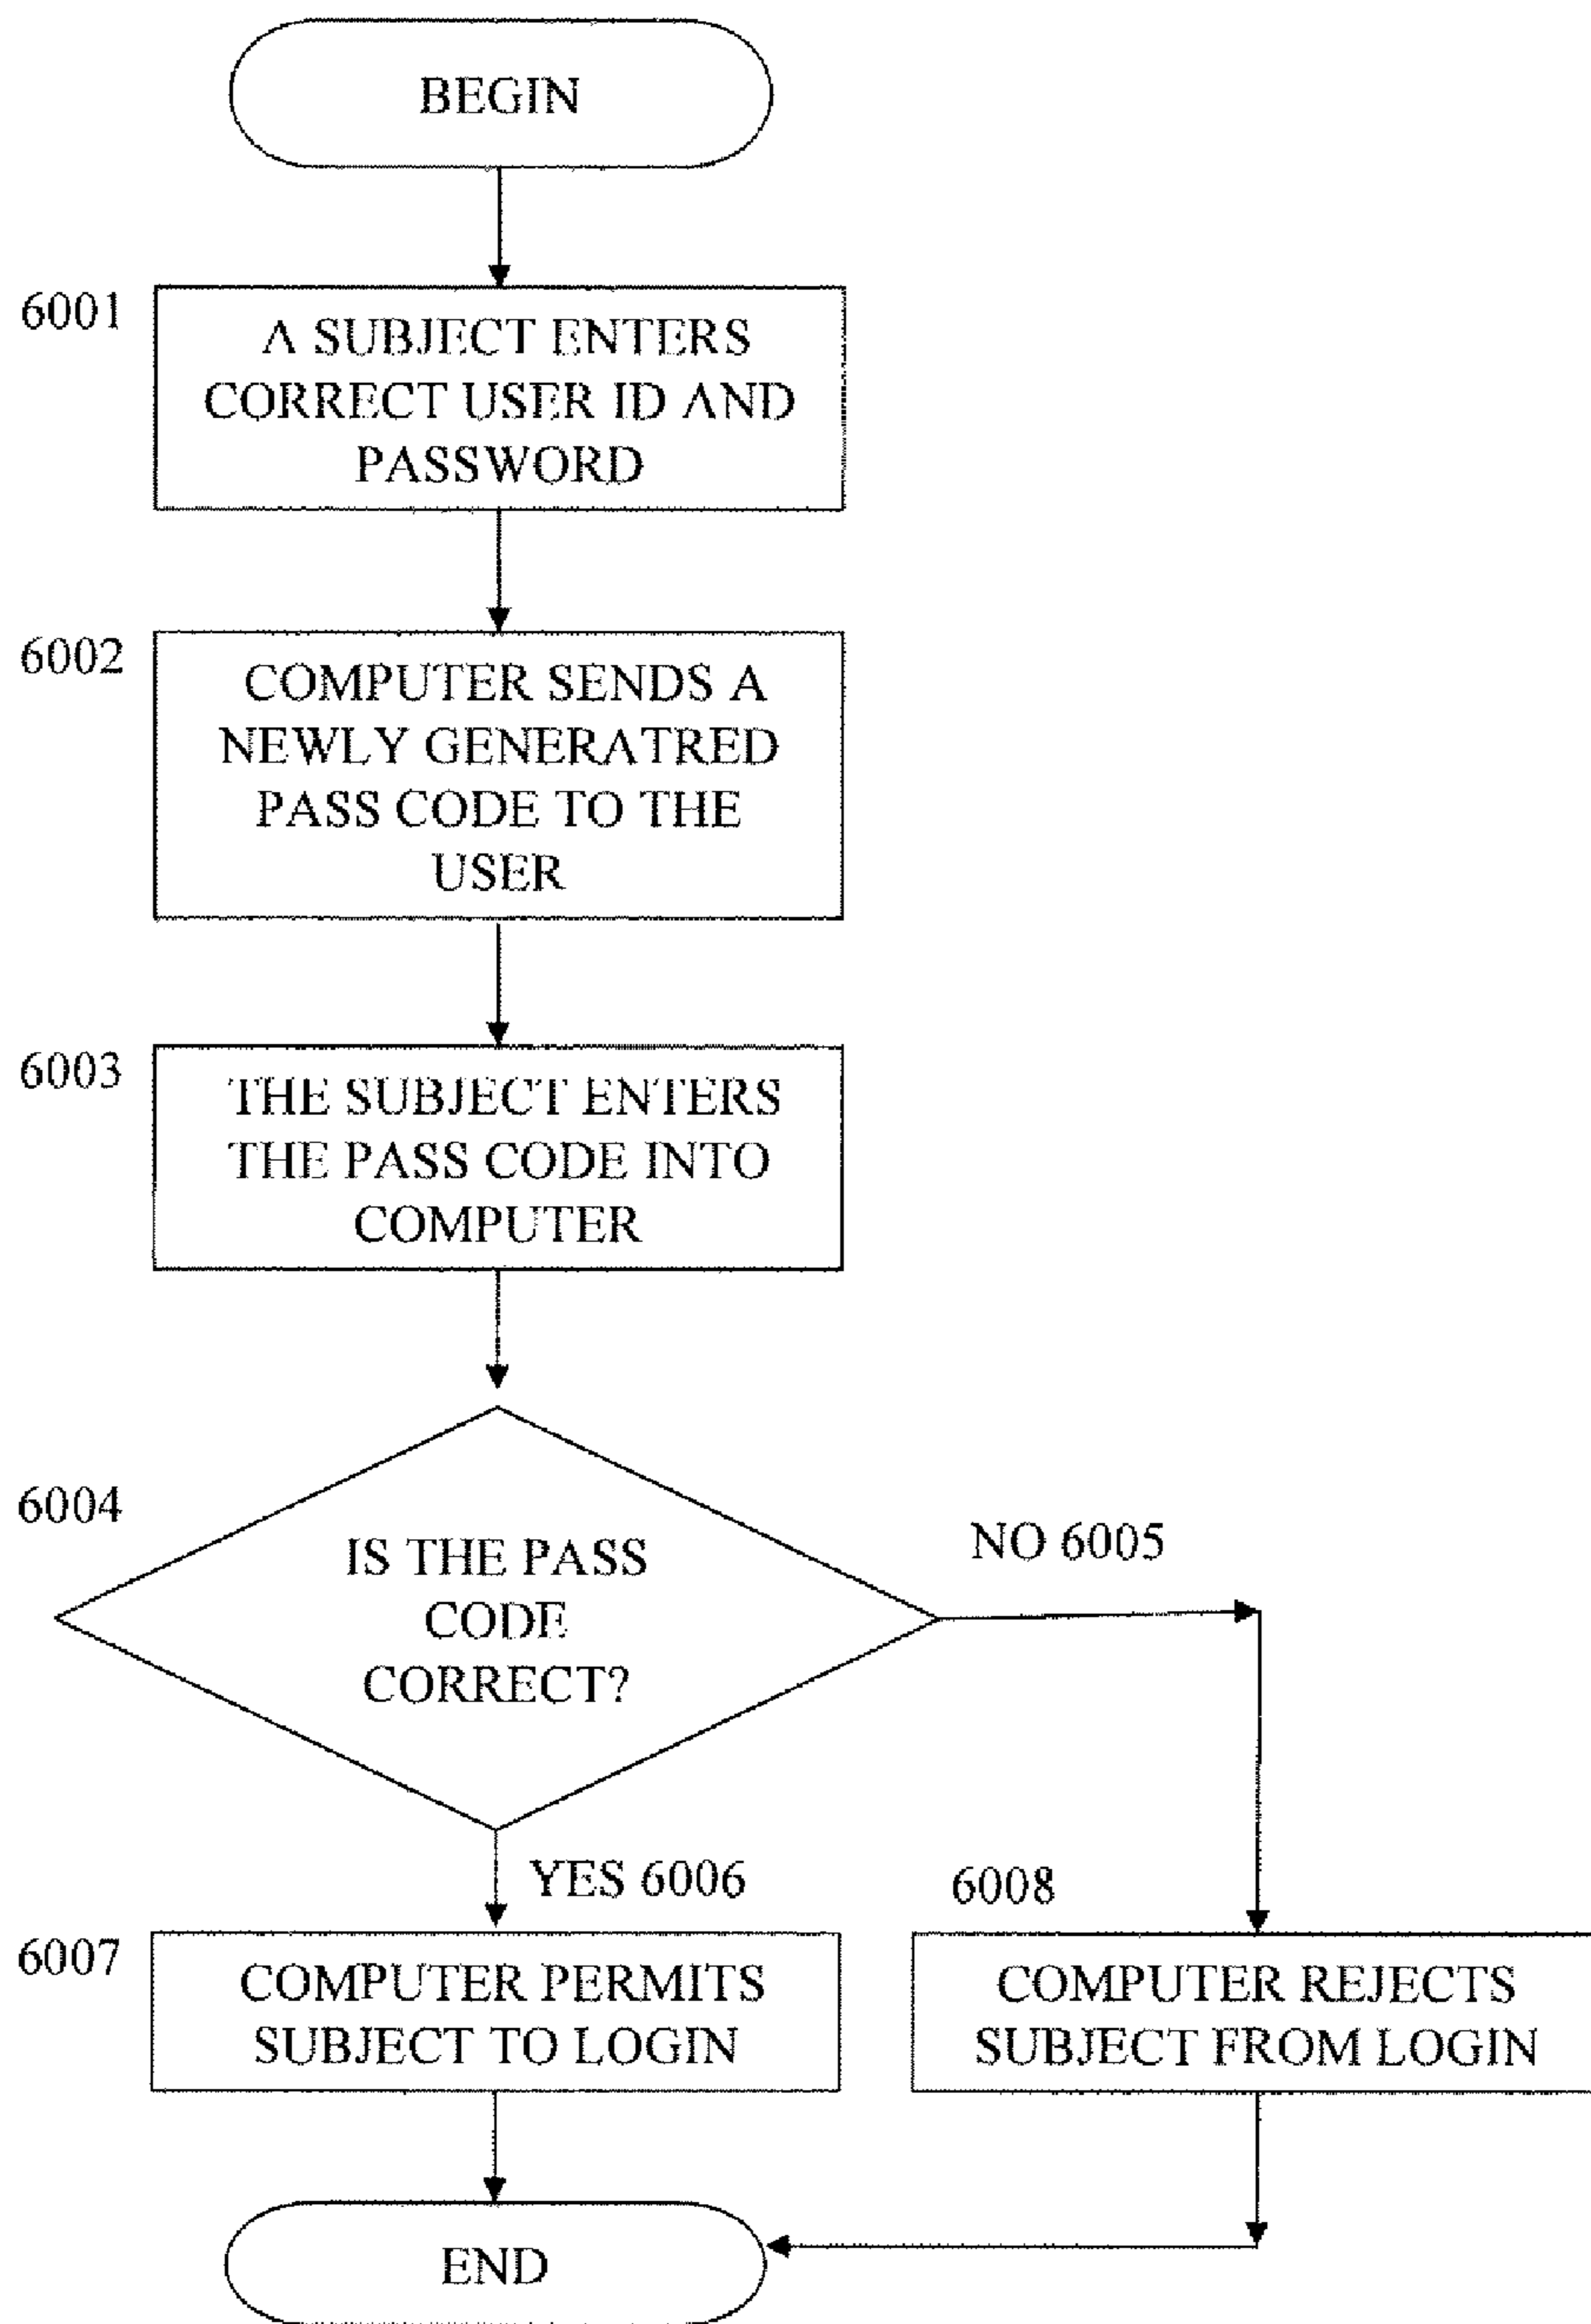 BEGIN
6001
A SUBJECT ENTERS
CORRECT USER ID AND
PASSWORD
6002
COMPUTER SENDS A
NEWLY GENERATRED
PASS CODE TO THE
USER
6003
THE SUBJECT ENTERS
THE PASS CODE INTO
COMPUTER
6004
IS THE PASS
CODE
CORRECT?
NO 6005
YES 6006
6007
COMPUTER PERMITS
SUBJECT TO LOGIN
6008
COMPUTER REJECTS
SUBJECT FROM LOGIN
END